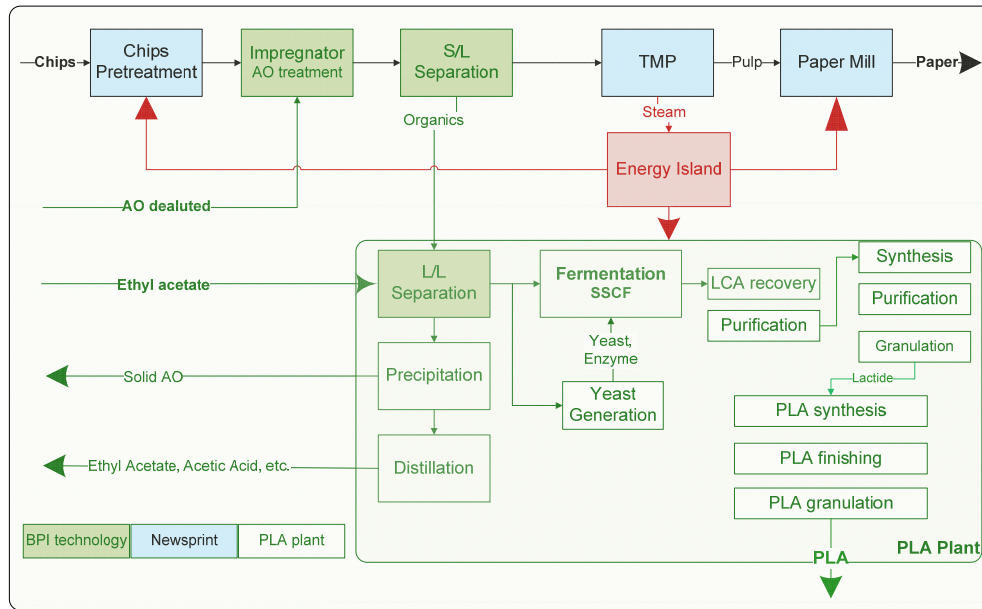 Chips
Chips
Pretreatment
Impregnator
AO treatment
S/L
Separation
TMP
Pulp
Paper Mill
Paper
Organics
Steam
Energy Island
AO dealuted
Ethyl acetate
L/L
Separation
Fermentation
SSCF
LCA recovery
Purification
Synthesis
Purification
Granulation
Lactide
Yeast,
Enzyme
Yeast
Generation
Solid AO
Precipitation
PLA synthesis
Ethyl Acetate, Acetic Acid, etc.
Distillation
PLA finishing
PLA granulation
BPI technology
Newsprint
PLA plant
PLA
PLA Plant